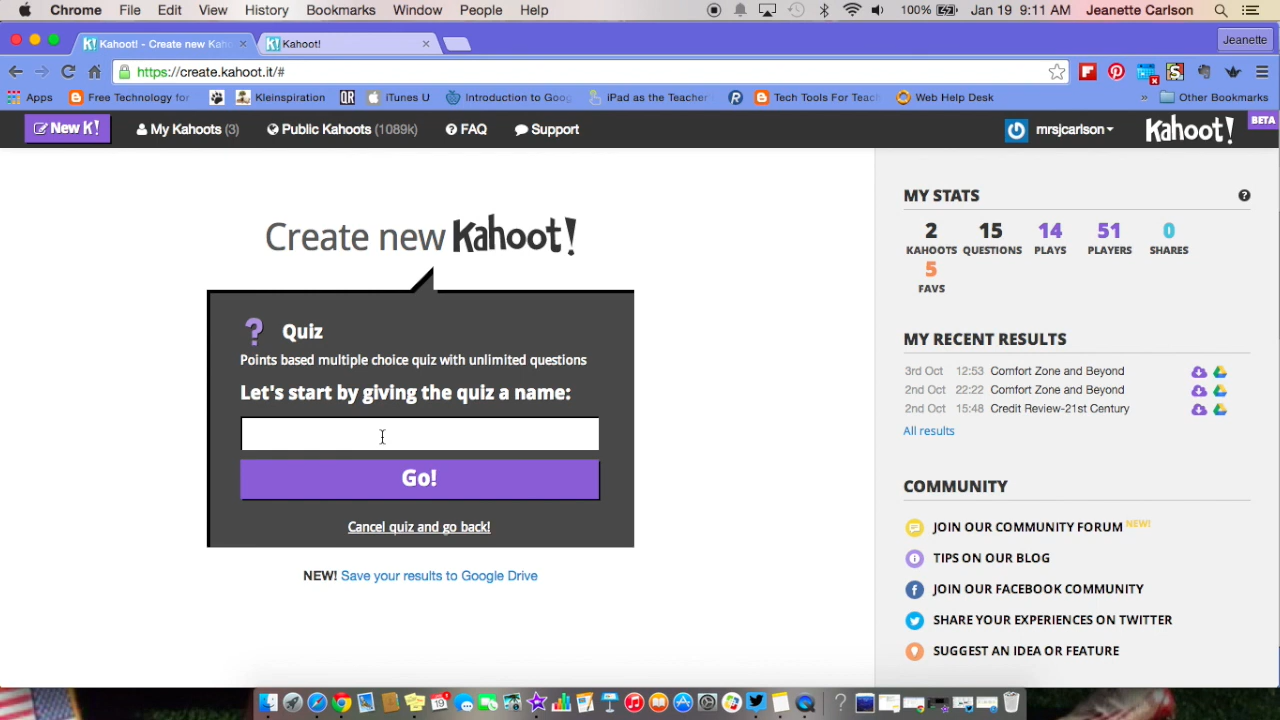 Chrome File Edit View History Bookmarks Window People Help 100% Jan 19 9:11 AM Jeanette Carlson
K! Kahoot! - Create new Kah × K! Kahoot! × Jeanette
https://create.kahoot.it/#
Apps Free Technology for Kleinspiration QR iTunes U Introduction to Goog iPad as the Teacher: Tech Tools For Teach Web Help Desk » Other Bookmarks
New K! My Kahoots (3) Public Kahoots (1089k) FAQ Support mrsjcarlson Kahoot! BETA
Create new Kahoot!
? Quiz
Points based multiple choice quiz with unlimited questions
Let's start by giving the quiz a name:
Go!
Cancel quiz and go back!
NEW! Save your results to Google Drive
MY STATS ?
2 15 14 51 0
KAHOOTS QUESTIONS PLAYS PLAYERS SHARES
5
FAVS
MY RECENT RESULTS
3rd Oct 12:53 Comfort Zone and Beyond
2nd Oct 22:22 Comfort Zone and Beyond
2nd Oct 15:48 Credit Review-21st Century
All results
COMMUNITY
JOIN OUR COMMUNITY FORUM NEW!
TIPS ON OUR BLOG
JOIN OUR FACEBOOK COMMUNITY
SHARE YOUR EXPERIENCES ON TWITTER
SUGGEST AN IDEA OR FEATURE
19